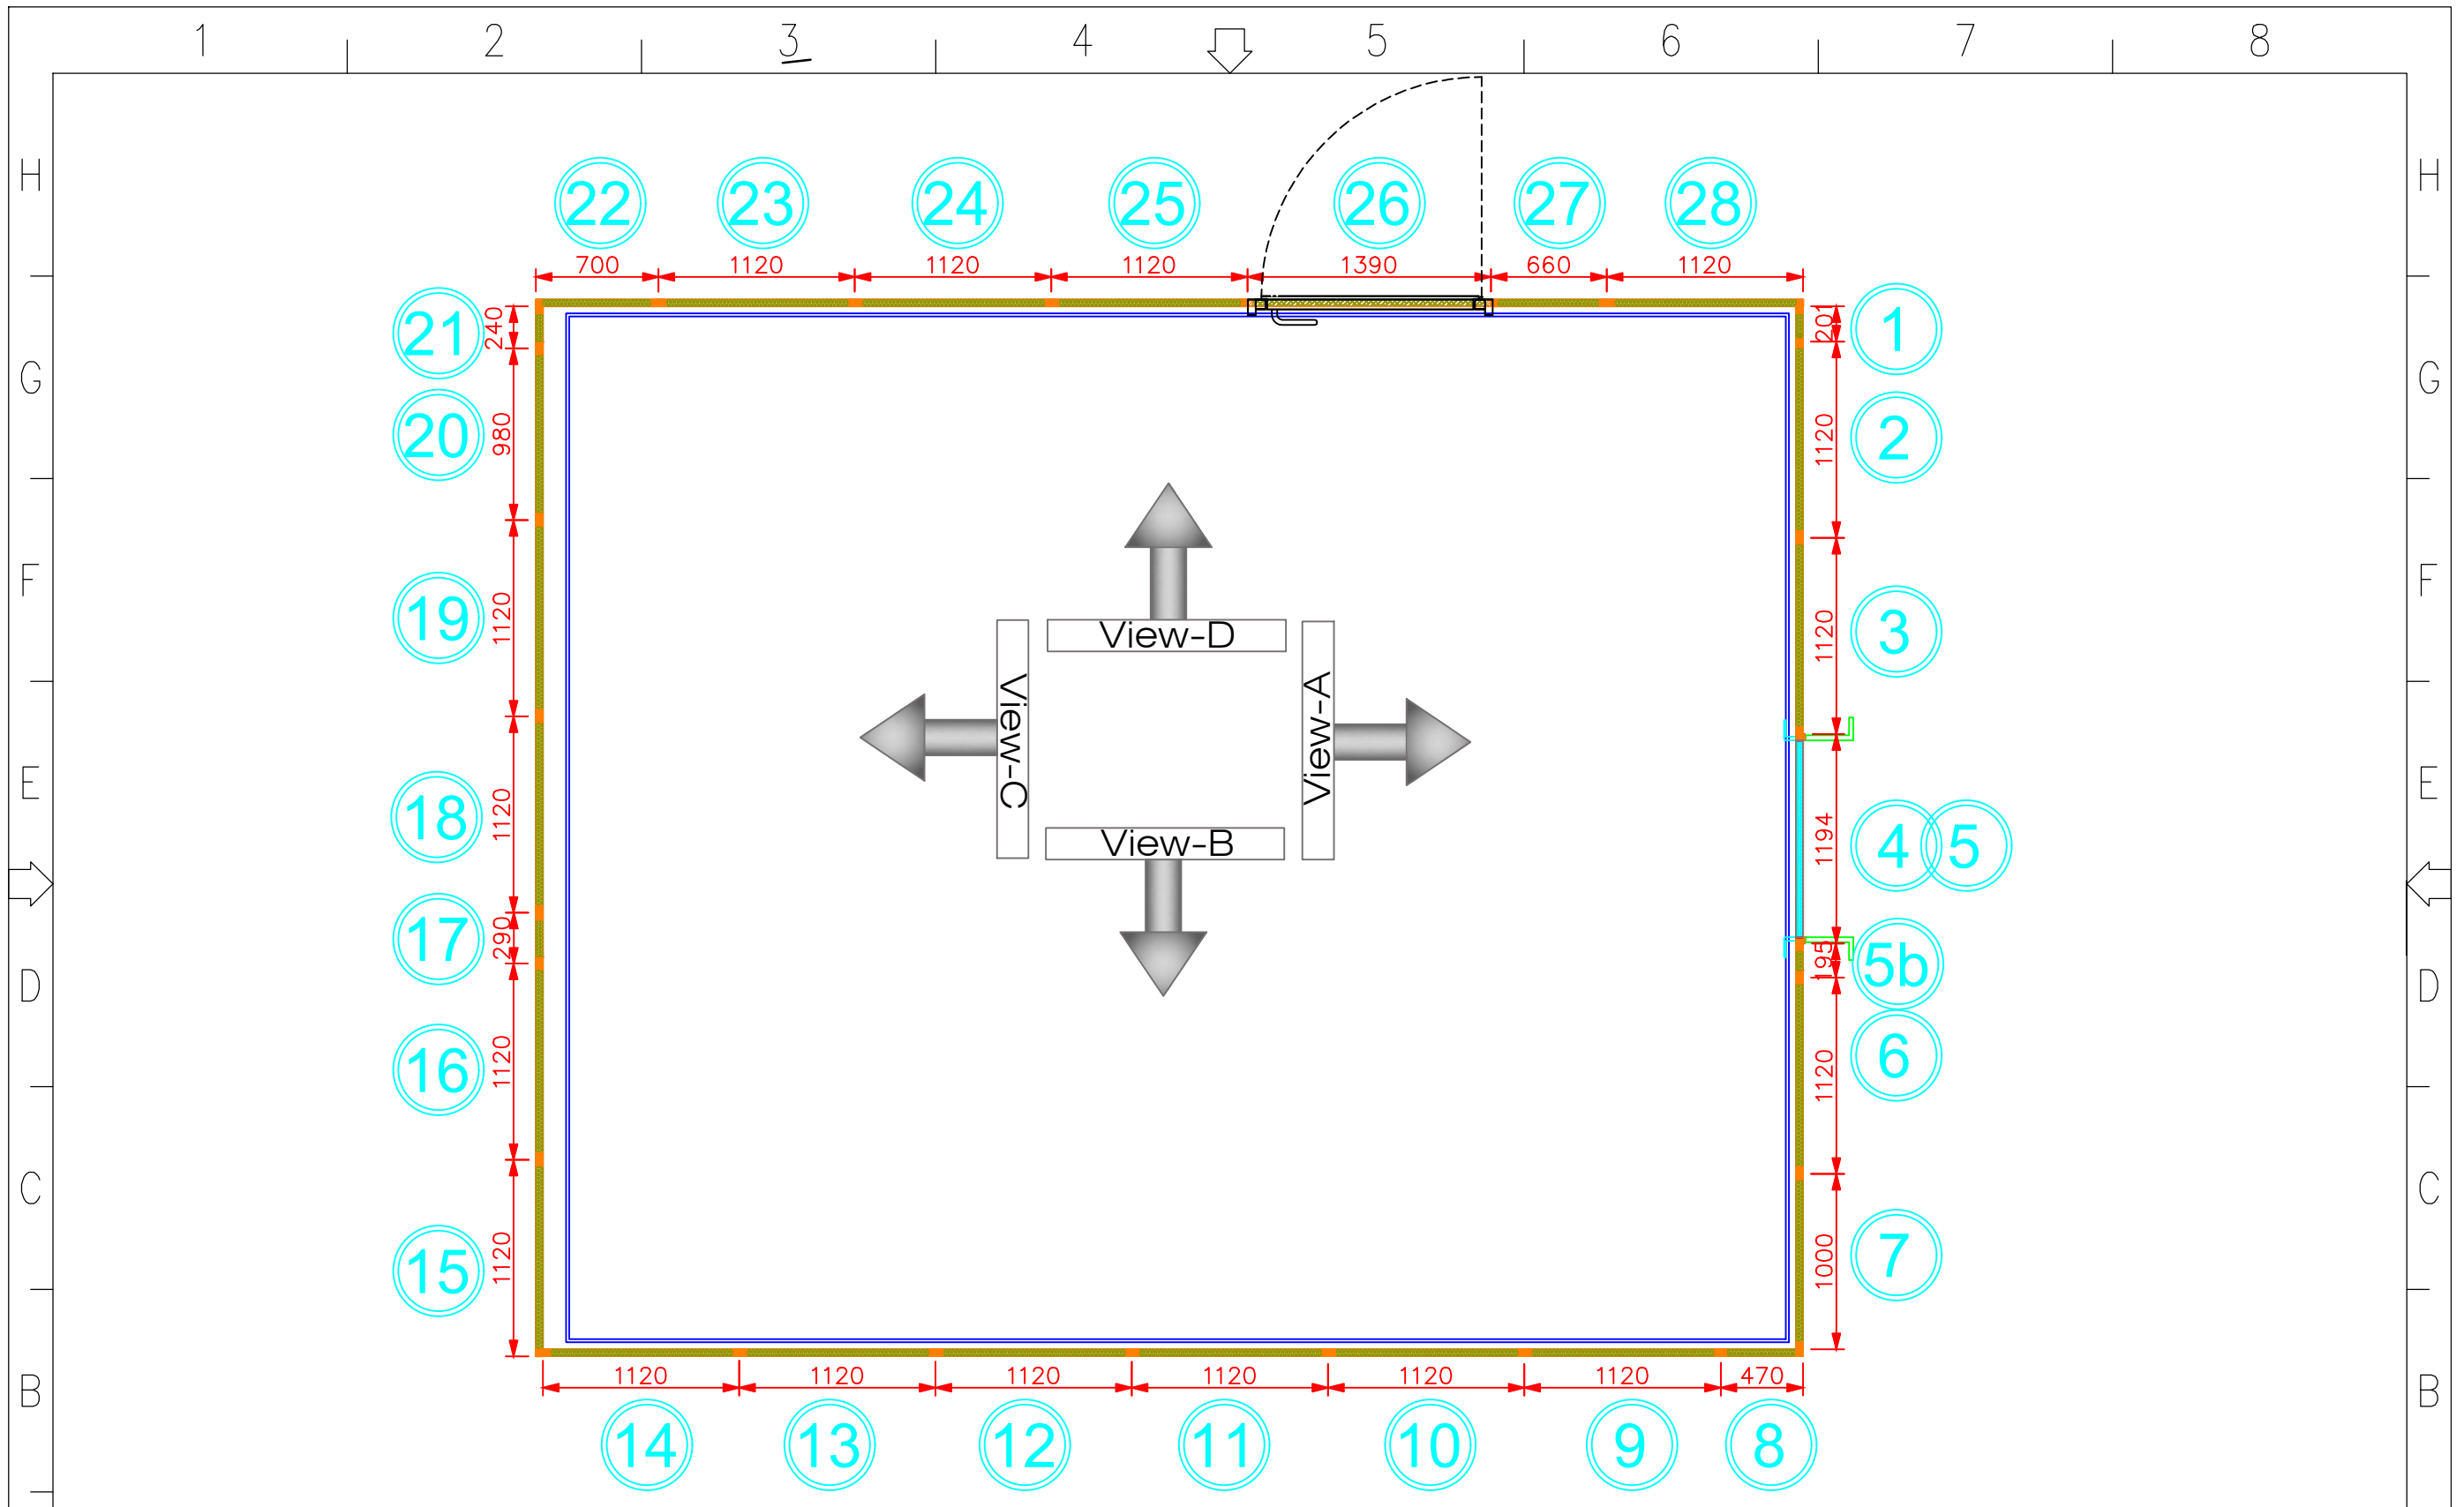 1 2 3 4 5 6 7 8
H H
22 23 24 25 26 27 28
700 1120 1120 1120 1390 660 1120
21 240 201 1
G G
20 980 1120 2
F F
19 1120 1120 3
View-D
View-C
View-A
View-B
E E
18 1120 1194 4 5
17 290 195 5b
D D
16 1120 1120 6
C C
15 1120 1000 7
1120 1120 1120 1120 1120 1120 470
B B
14 13 12 11 10 9 8